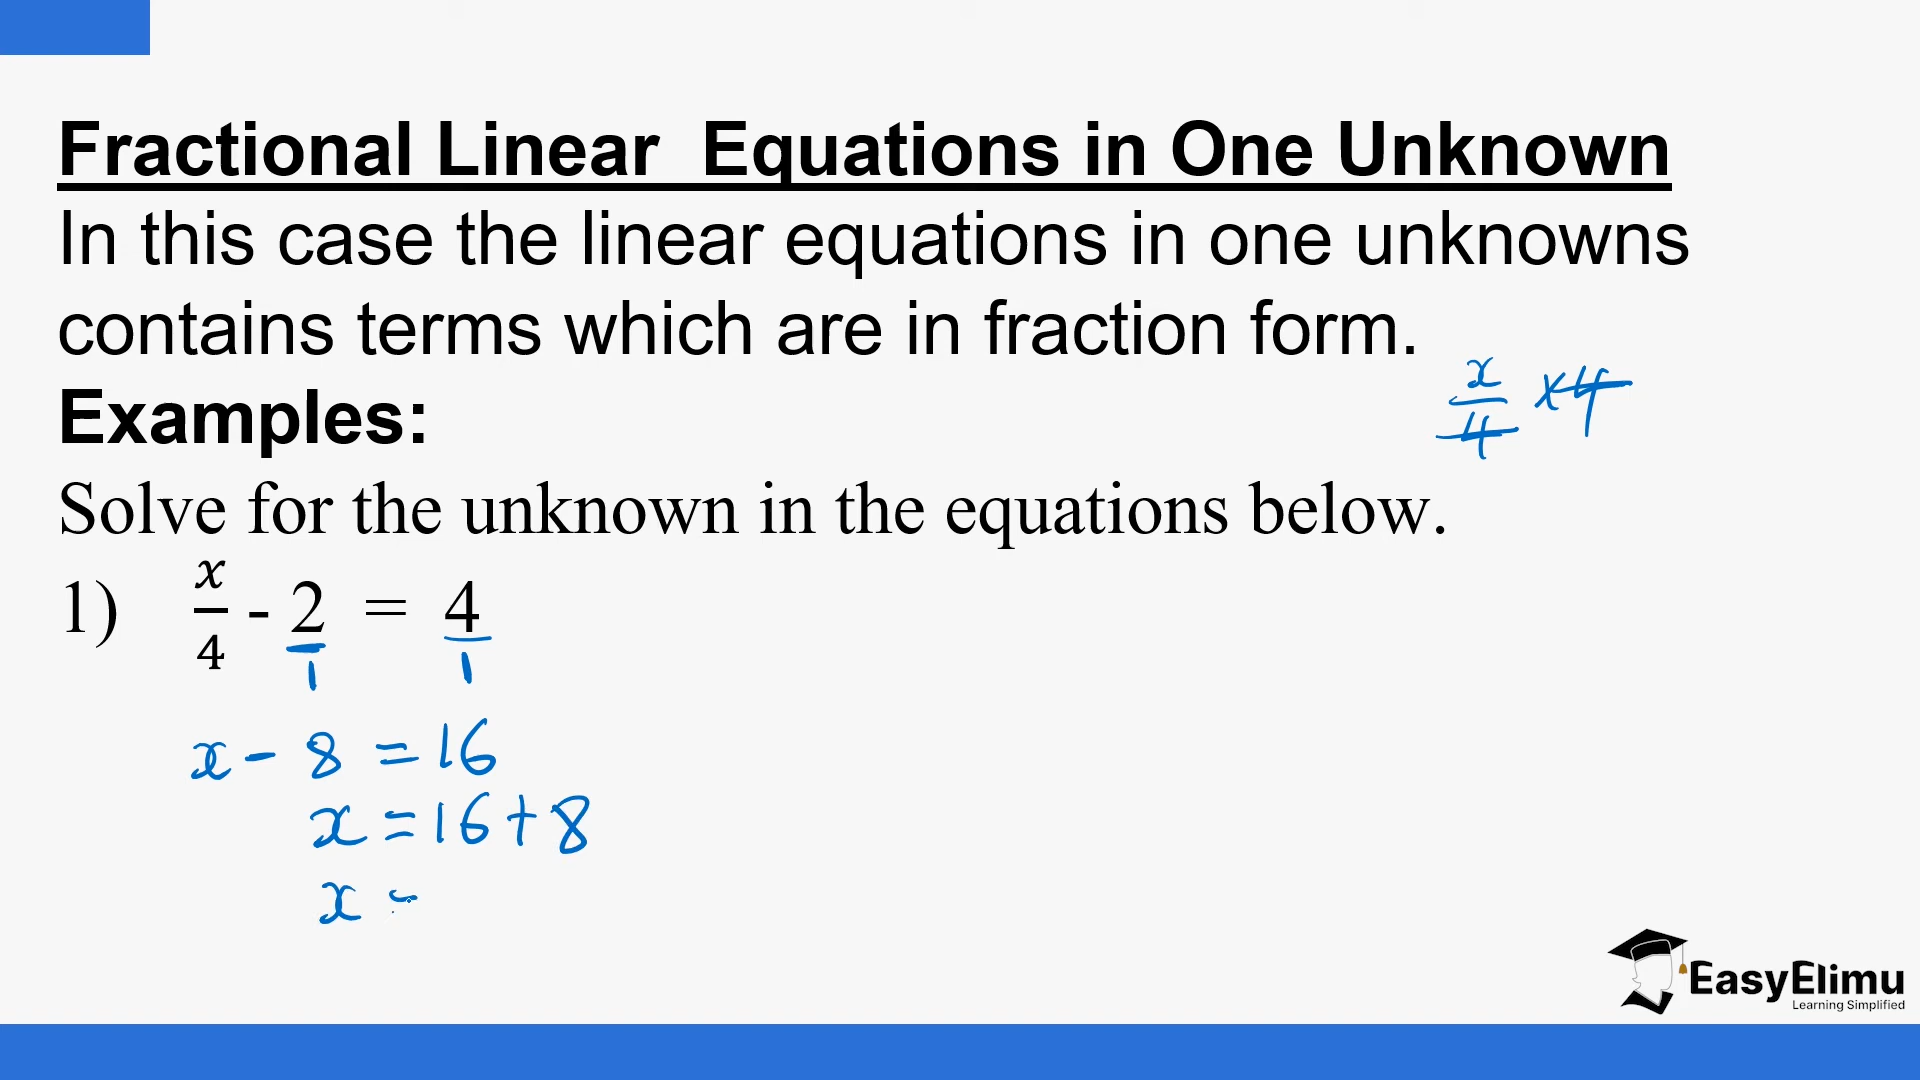 Fractional Linear Equations in One Unknown
In this case the linear equations in one unknowns
contains terms which are in fraction form.
x/4 ×4
Examples:
Solve for the unknown in the equations below.
1) x/4 - 2/1 = 4/1
x - 8 = 16
x = 16 + 8
x =
EasyElimu
Learning Simplified